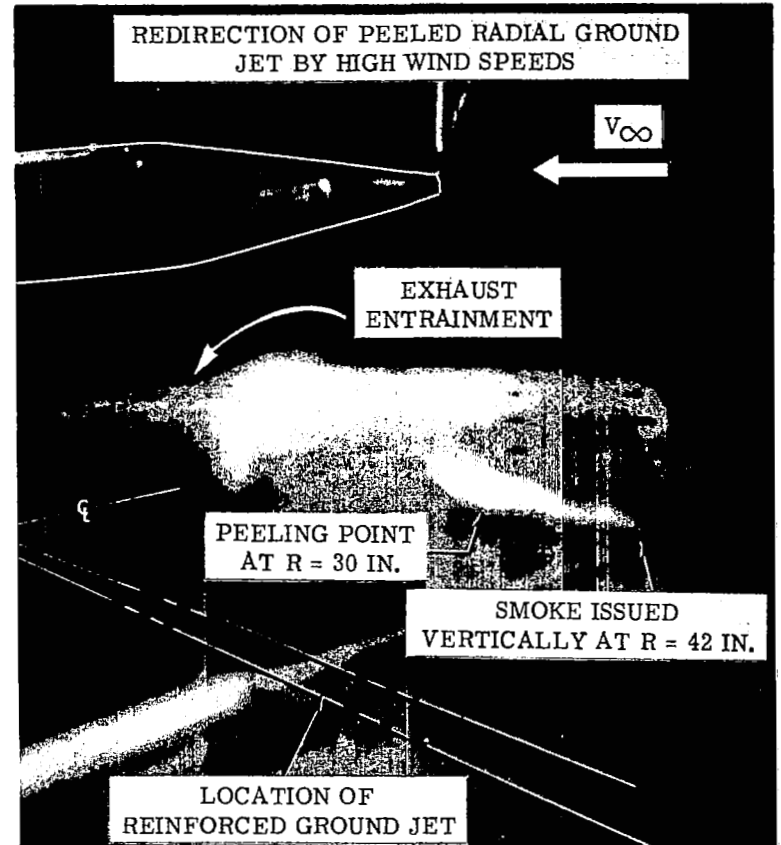 REDIRECTION OF PEELED RADIAL GROUND
JET BY HIGH WIND SPEEDS
V∞
EXHAUST
ENTRAINMENT
℄
PEELING POINT
AT R = 30 IN.
SMOKE ISSUED
VERTICALLY AT R = 42 IN.
LOCATION OF
REINFORCED GROUND JET